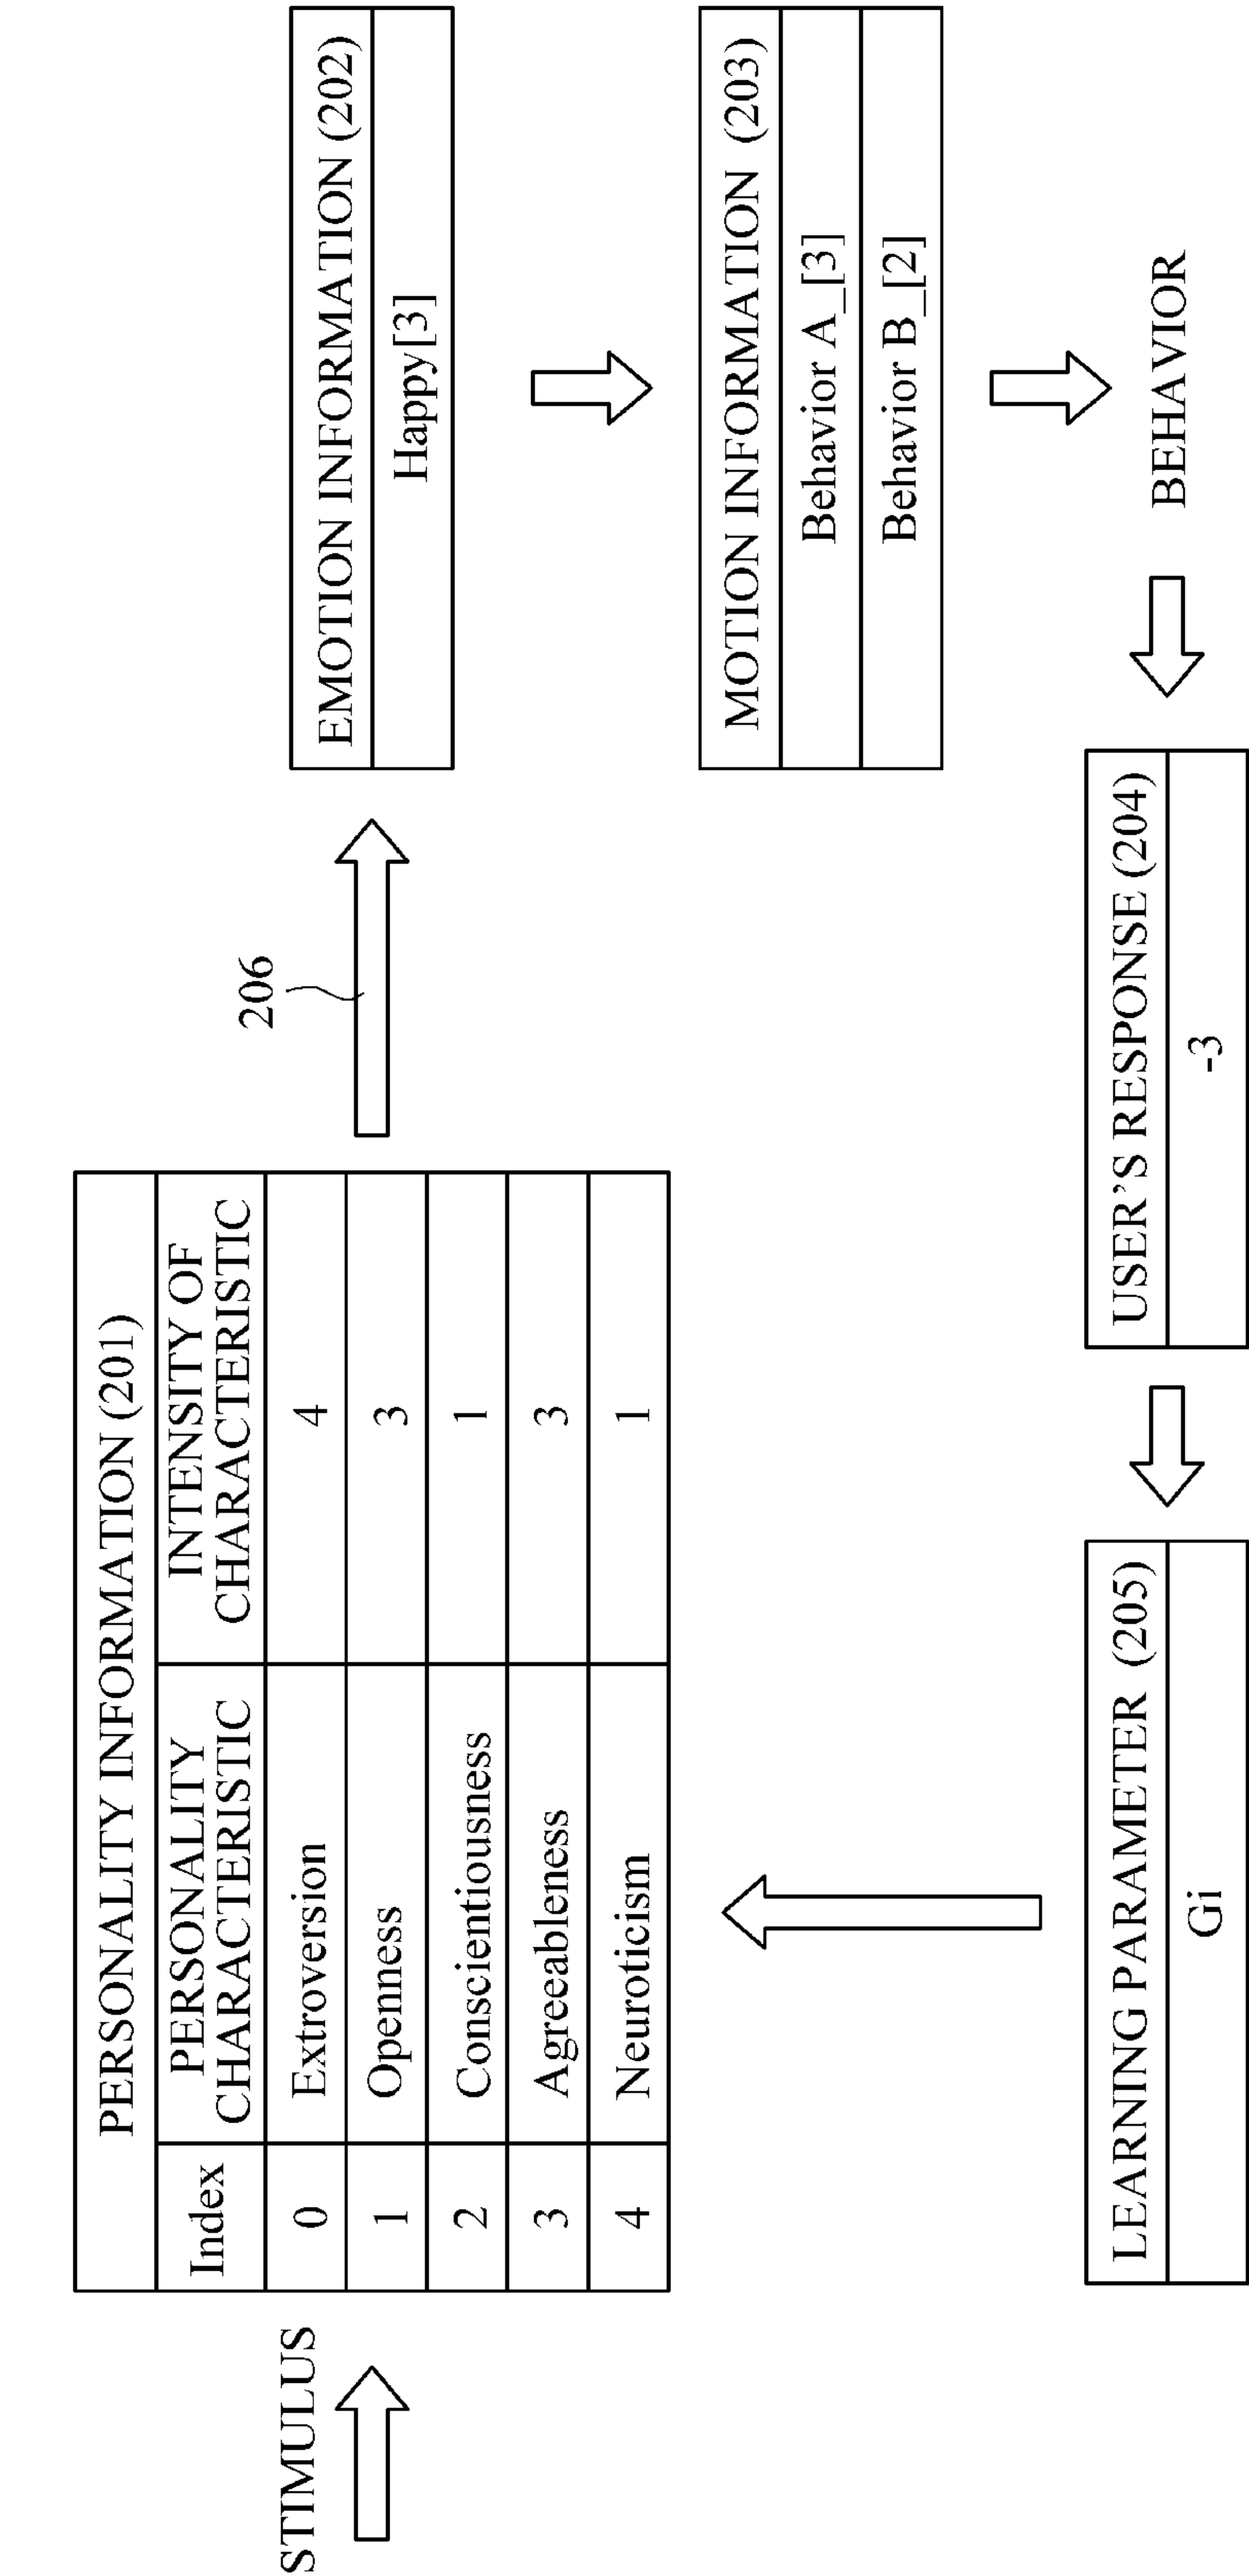 STIMULUS
PERSONALITY INFORMATION (201)
Index
PERSONALITY
CHARACTERISTIC
INTENSITY OF
CHARACTERISTIC
0 Extroversion 4
1 Openness 3
2 Conscientiousness 1
3 Agreeableness 3
4 Neuroticism 1
206
EMOTION INFORMATION (202)
Happy[3]
MOTION INFORMATION (203)
Behavior A_[3]
Behavior B_[2]
BEHAVIOR
USER'S RESPONSE (204)
-3
LEARNING PARAMETER (205)
Gi